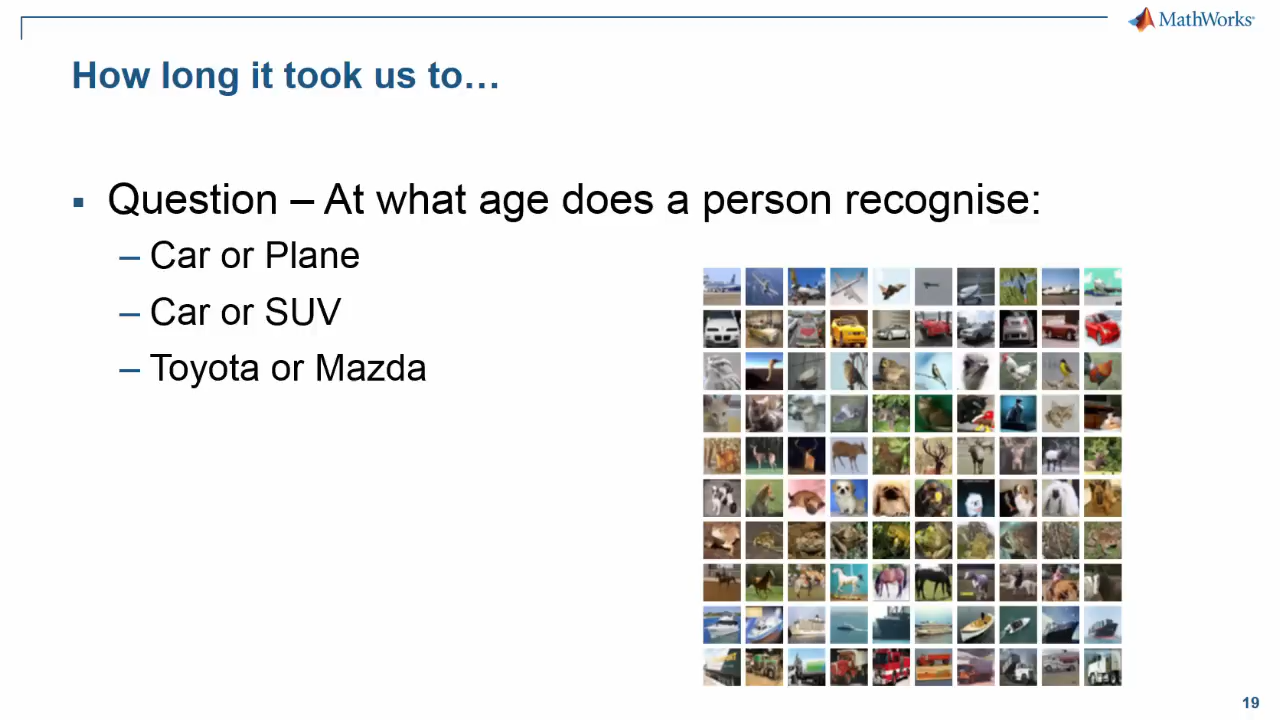 MathWorks®
How long it took us to…
▪ Question – At what age does a person recognise:
– Car or Plane
– Car or SUV
– Toyota or Mazda
19